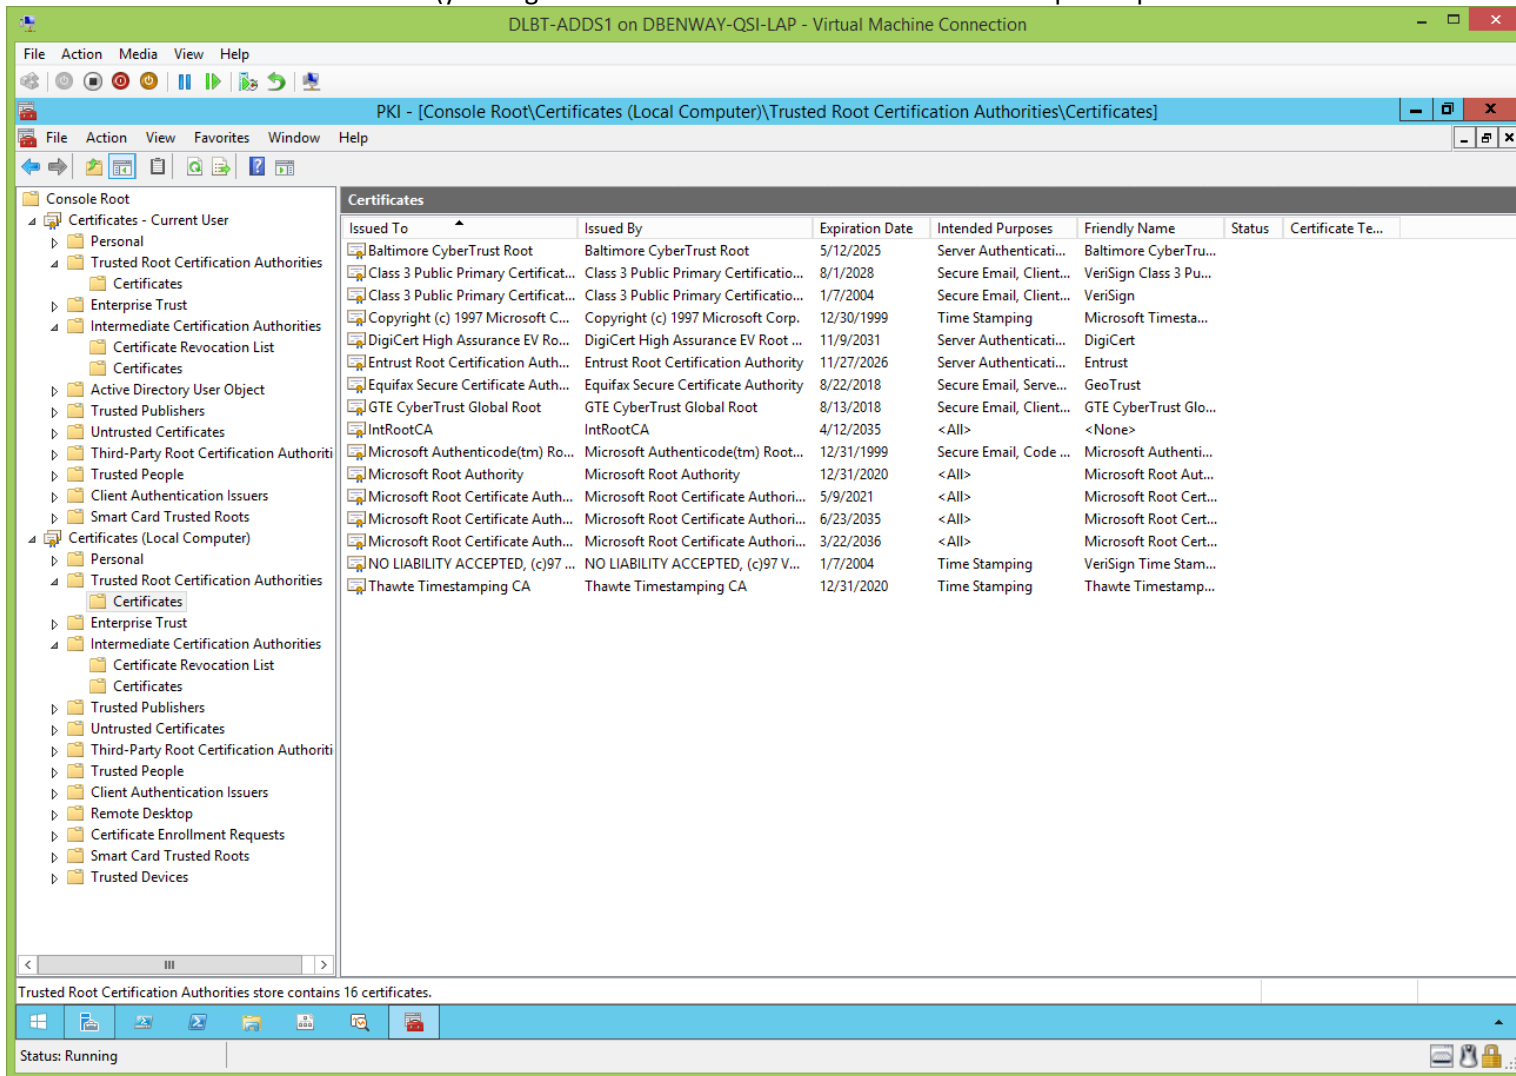 DLBT-ADDS1 on DBENWAY-QSI-LAP - Virtual Machine Connection
File Action Media View Help
PKI - [Console Root\Certificates (Local Computer)\Trusted Root Certification Authorities\Certificates]
File Action View Favorites Window Help
Console Root
Certificates - Current User
Personal
Trusted Root Certification Authorities
Certificates
Enterprise Trust
Intermediate Certification Authorities
Certificate Revocation List
Certificates
Active Directory User Object
Trusted Publishers
Untrusted Certificates
Third-Party Root Certification Authoriti
Trusted People
Client Authentication Issuers
Smart Card Trusted Roots
Certificates (Local Computer)
Personal
Trusted Root Certification Authorities
Certificates
Enterprise Trust
Intermediate Certification Authorities
Certificate Revocation List
Certificates
Trusted Publishers
Untrusted Certificates
Third-Party Root Certification Authoriti
Trusted People
Client Authentication Issuers
Remote Desktop
Certificate Enrollment Requests
Smart Card Trusted Roots
Trusted Devices
Certificates
Issued To Issued By Expiration Date Intended Purposes Friendly Name Status Certificate Te...
Baltimore CyberTrust Root Baltimore CyberTrust Root 5/12/2025 Server Authenticati... Baltimore CyberTru...
Class 3 Public Primary Certificat... Class 3 Public Primary Certificatio... 8/1/2028 Secure Email, Client... VeriSign Class 3 Pu...
Class 3 Public Primary Certificat... Class 3 Public Primary Certificatio... 1/7/2004 Secure Email, Client... VeriSign
Copyright (c) 1997 Microsoft C... Copyright (c) 1997 Microsoft Corp. 12/30/1999 Time Stamping Microsoft Timesta...
DigiCert High Assurance EV Ro... DigiCert High Assurance EV Root ... 11/9/2031 Server Authenticati... DigiCert
Entrust Root Certification Auth... Entrust Root Certification Authority 11/27/2026 Server Authenticati... Entrust
Equifax Secure Certificate Auth... Equifax Secure Certificate Authority 8/22/2018 Secure Email, Serve... GeoTrust
GTE CyberTrust Global Root GTE CyberTrust Global Root 8/13/2018 Secure Email, Client... GTE CyberTrust Glo...
IntRootCA IntRootCA 4/12/2035 <All> <None>
Microsoft Authenticode(tm) Ro... Microsoft Authenticode(tm) Root... 12/31/1999 Secure Email, Code ... Microsoft Authenti...
Microsoft Root Authority Microsoft Root Authority 12/31/2020 <All> Microsoft Root Aut...
Microsoft Root Certificate Auth... Microsoft Root Certificate Authori... 5/9/2021 <All> Microsoft Root Cert...
Microsoft Root Certificate Auth... Microsoft Root Certificate Authori... 6/23/2035 <All> Microsoft Root Cert...
Microsoft Root Certificate Auth... Microsoft Root Certificate Authori... 3/22/2036 <All> Microsoft Root Cert...
NO LIABILITY ACCEPTED, (c)97 ... NO LIABILITY ACCEPTED, (c)97 V... 1/7/2004 Time Stamping VeriSign Time Stam...
Thawte Timestamping CA Thawte Timestamping CA 12/31/2020 Time Stamping Thawte Timestamp...
Trusted Root Certification Authorities store contains 16 certificates.
Status: Running